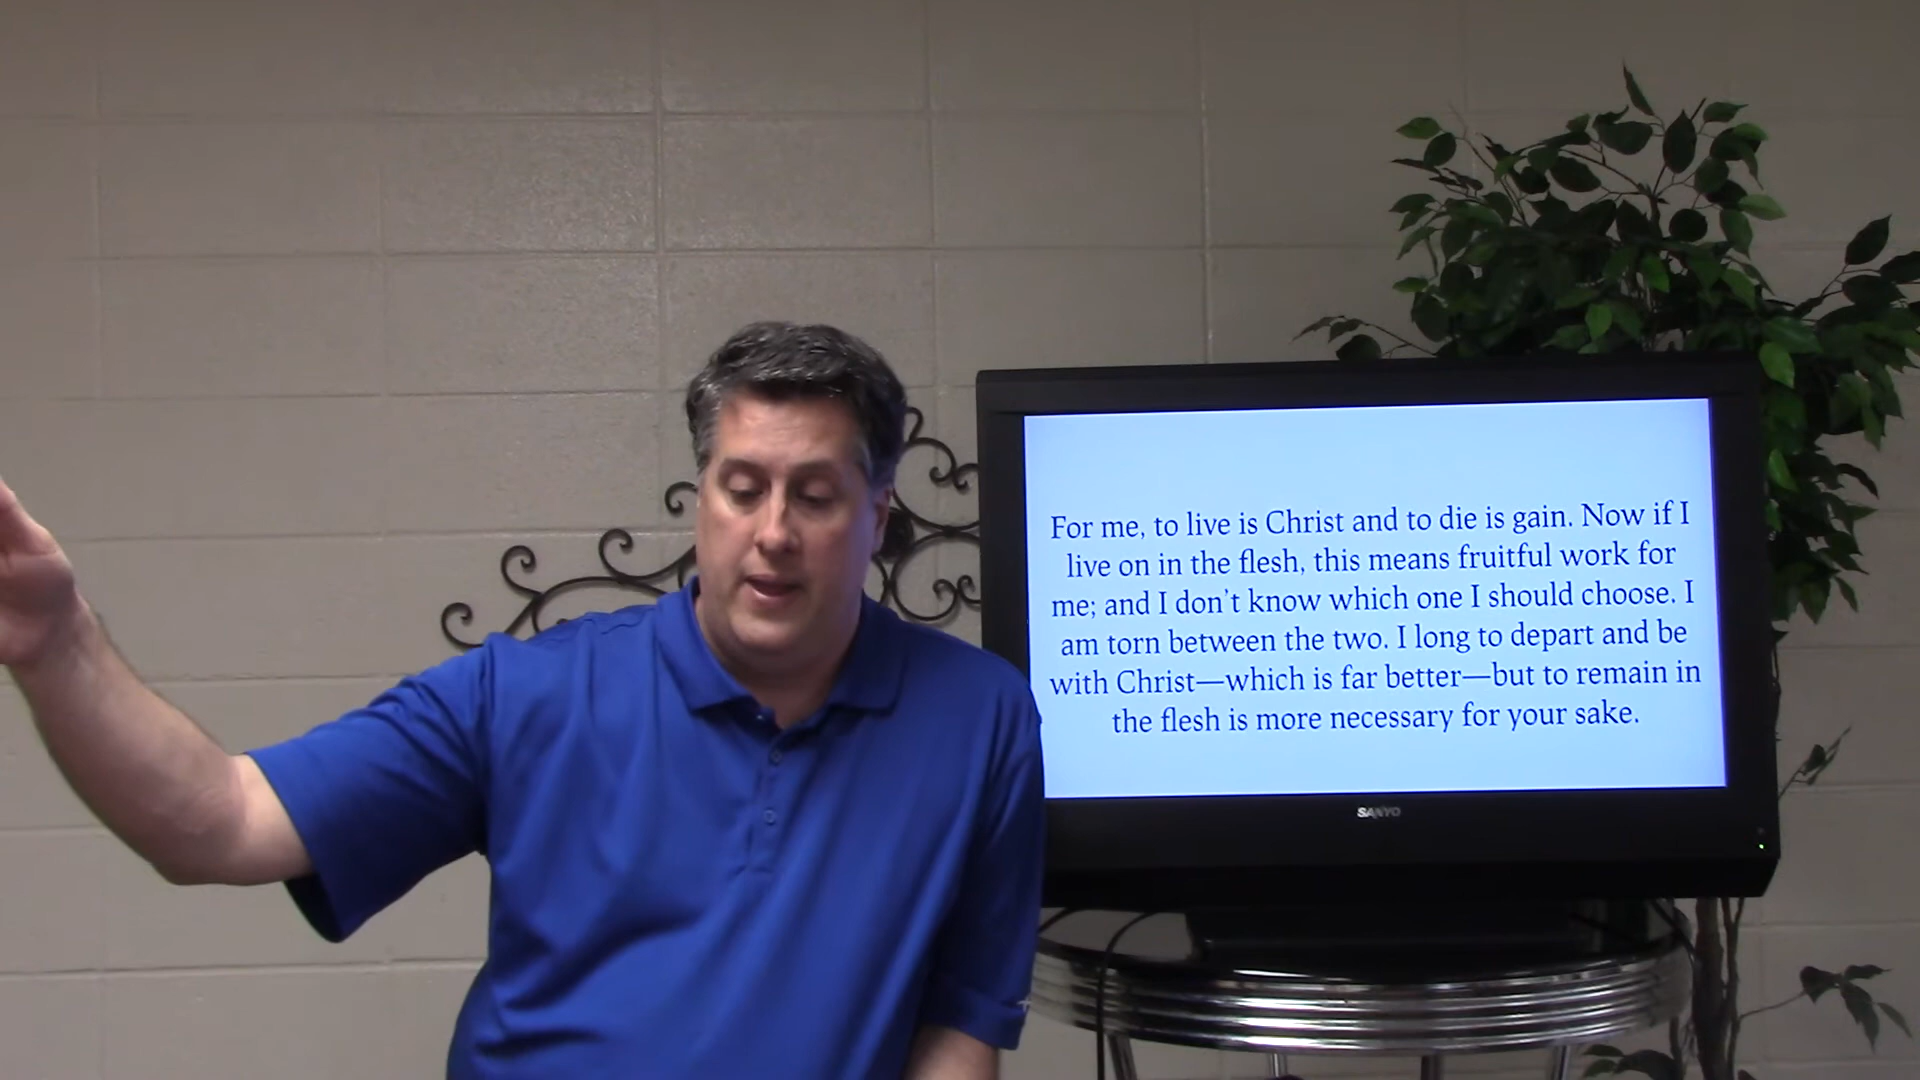 For me, to live is Christ and to die is gain. Now if I
live on in the flesh, this means fruitful work for
me; and I don't know which one I should choose. I
am torn between the two. I long to depart and be
with Christ—which is far better—but to remain in
the flesh is more necessary for your sake.
SANYO